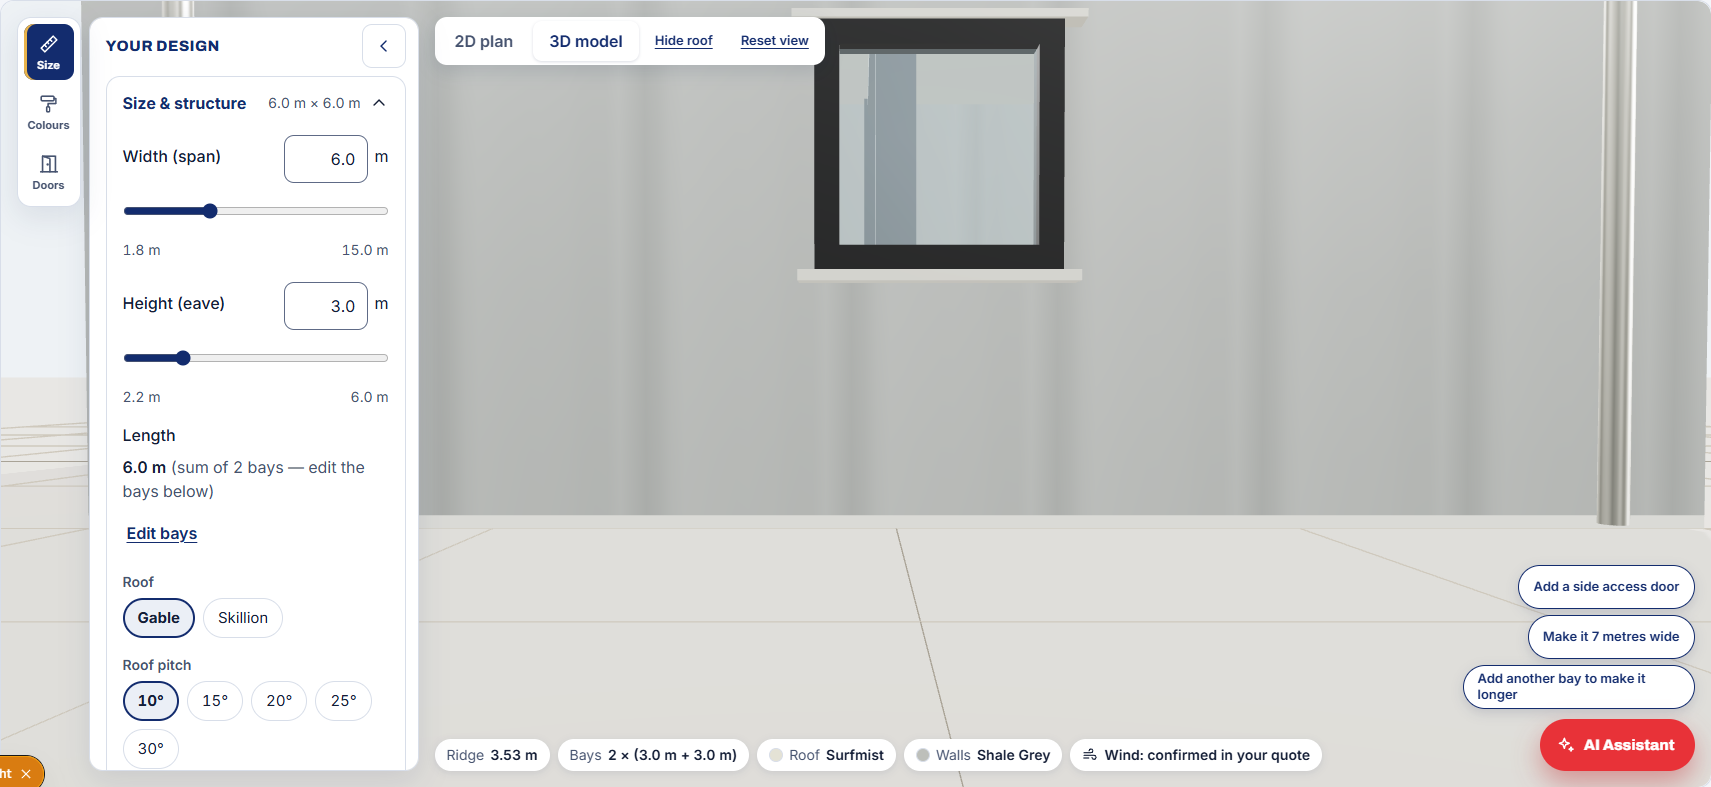 Size
Colours
Doors
YOUR DESIGN
Size & structure 6.0 m × 6.0 m
Width (span) 6.0 m
1.8 m 15.0 m
Height (eave) 3.0 m
2.2 m 6.0 m
Length
6.0 m (sum of 2 bays — edit the
bays below)
Edit bays
Roof
Gable Skillion
Roof pitch
10° 15° 20° 25°
30°
2D plan 3D model Hide roof Reset view
Add a side access door
Make it 7 metres wide
Add another bay to make it
longer
AI Assistant
Ridge 3.53 m Bays 2 × (3.0 m + 3.0 m) Roof Surfmist Walls Shale Grey Wind: confirmed in your quote
ht ×